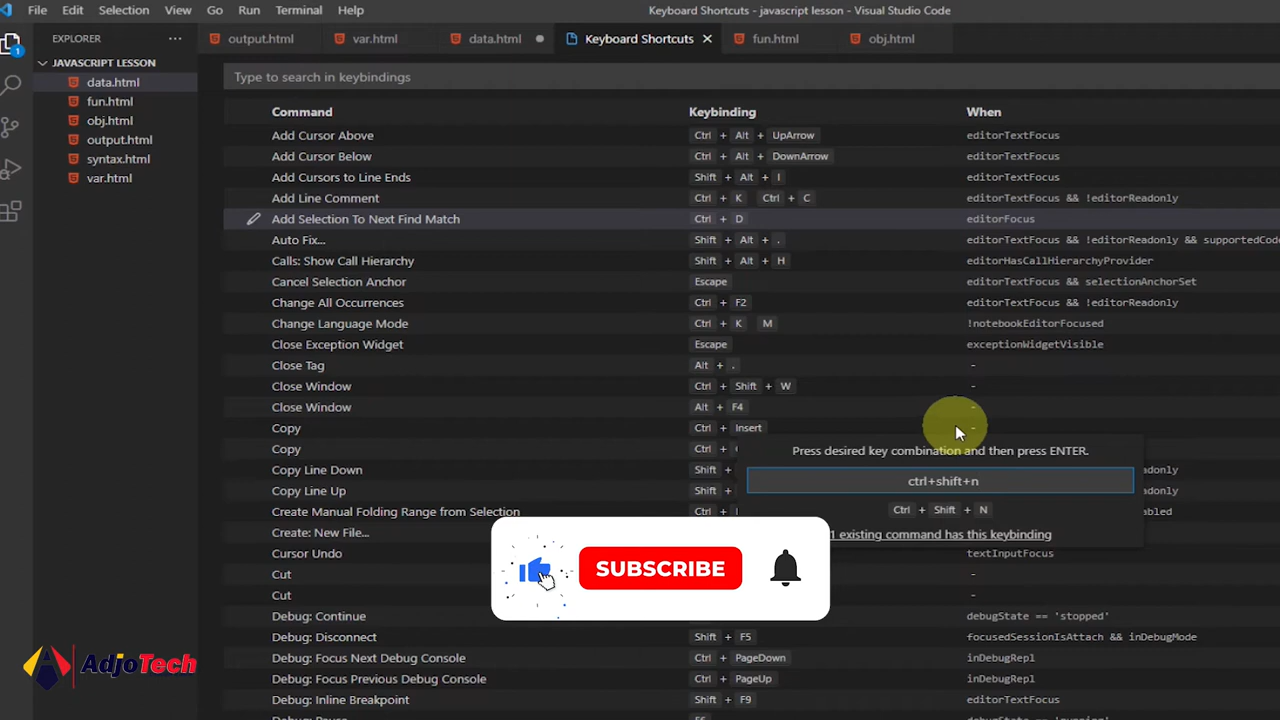 File Edit Selection View Go Run Terminal Help Keyboard Shortcuts - javascript lesson - Visual Studio Code
EXPLORER ...
output.html var.html data.html Keyboard Shortcuts fun.html obj.html
JAVASCRIPT LESSON
data.html
fun.html
obj.html
output.html
syntax.html
var.html
1
Type to search in keybindings
Command Keybinding When
Add Cursor Above Ctrl + Alt + UpArrow editorTextFocus
Add Cursor Below Ctrl + Alt + DownArrow editorTextFocus
Add Cursors to Line Ends Shift + Alt + I editorTextFocus
Add Line Comment Ctrl + K Ctrl + C editorTextFocus && !editorReadonly
Add Selection To Next Find Match Ctrl + D editorFocus
Auto Fix... Shift + Alt + . editorTextFocus && !editorReadonly && supportedCod
Calls: Show Call Hierarchy Shift + Alt + H editorHasCallHierarchyProvider
Cancel Selection Anchor Escape editorTextFocus && selectionAnchorSet
Change All Occurrences Ctrl + F2 editorTextFocus && !editorReadonly
Change Language Mode Ctrl + K M !notebookEditorFocused
Close Exception Widget Escape exceptionWidgetVisible
Close Tag Alt + . -
Close Window Ctrl + Shift + W -
Close Window Alt + F4 -
Copy Ctrl + Insert -
Copy Ctrl +
Copy Line Down Shift + editorReadonly
Copy Line Up Shift + editorReadonly
Create Manual Folding Range from Selection Ctrl + abled
Create: New File...
Cursor Undo textInputFocus
Cut -
Cut -
Debug: Continue debugState == 'stopped'
Debug: Disconnect Shift + F5 focusedSessionIsAttach && inDebugMode
Debug: Focus Next Debug Console Ctrl + PageDown inDebugRepl
Debug: Focus Previous Debug Console Ctrl + PageUp inDebugRepl
Debug: Inline Breakpoint Shift + F9 editorTextFocus
Press desired key combination and then press ENTER.
ctrl+shift+n
Ctrl + Shift + N
1 existing command has this keybinding
SUBSCRIBE
AdjoTech